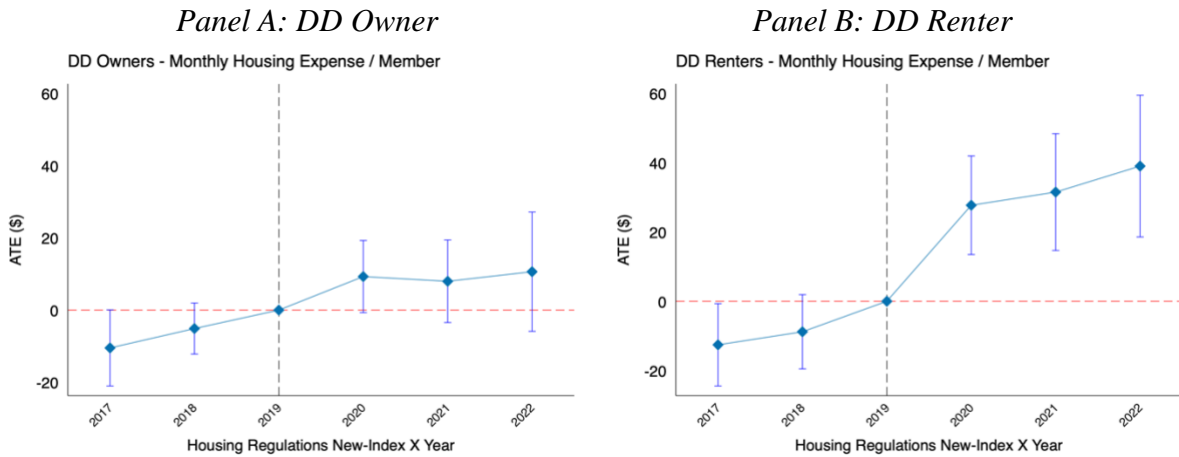 Panel A: DD Owner
DD Owners - Monthly Housing Expense / Member
60
40
20
0
-20
ATE ($)
2017
2018
2019
2020
2021
2022
Housing Regulations New-Index X Year
Panel B: DD Renter
DD Renters - Monthly Housing Expense / Member
60
40
20
0
-20
ATE ($)
2017
2018
2019
2020
2021
2022
Housing Regulations New-Index X Year